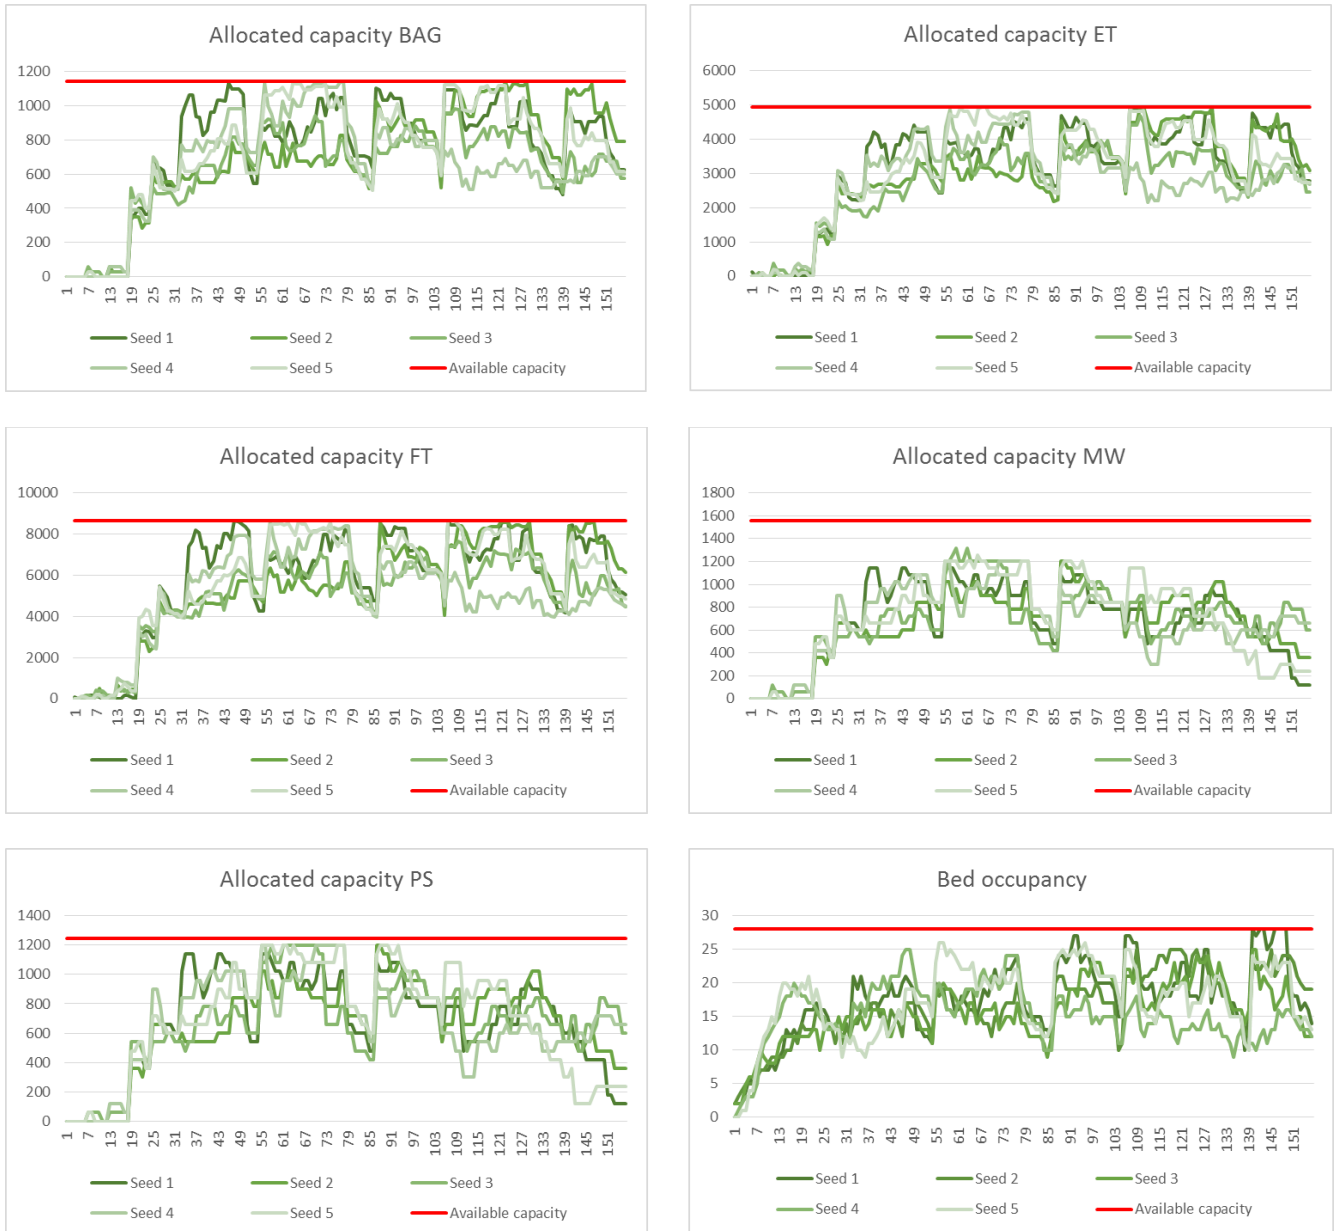 Allocated capacity BAG
1200
1000
800
600
400
200
0
1 7 13 19 25 31 37 43 49 55 61 67 73 79 85 91 97 103 109 115 121 127 133 139 145 151
Seed 1 Seed 2 Seed 3
Seed 4 Seed 5 Available capacity
Allocated capacity ET
6000
5000
4000
3000
2000
1000
0
1 7 13 19 25 31 37 43 49 55 61 67 73 79 85 91 97 103 109 115 121 127 133 139 145 151
Seed 1 Seed 2 Seed 3
Seed 4 Seed 5 Available capacity
Allocated capacity FT
10000
8000
6000
4000
2000
0
1 7 13 19 25 31 37 43 49 55 61 67 73 79 85 91 97 103 109 115 121 127 133 139 145 151
Seed 1 Seed 2 Seed 3
Seed 4 Seed 5 Available capacity
Allocated capacity MW
1800
1600
1400
1200
1000
800
600
400
200
0
1 7 13 19 25 31 37 43 49 55 61 67 73 79 85 91 97 103 109 115 121 127 133 139 145 151
Seed 1 Seed 2 Seed 3
Seed 4 Seed 5 Available capacity
Allocated capacity PS
1400
1200
1000
800
600
400
200
0
1 7 13 19 25 31 37 43 49 55 61 67 73 79 85 91 97 103 109 115 121 127 133 139 145 151
Seed 1 Seed 2 Seed 3
Seed 4 Seed 5 Available capacity
Bed occupancy
30
25
20
15
10
5
0
1 7 13 19 25 31 37 43 49 55 61 67 73 79 85 91 97 103 109 115 121 127 133 139 145 151
Seed 1 Seed 2 Seed 3
Seed 4 Seed 5 Available capacity